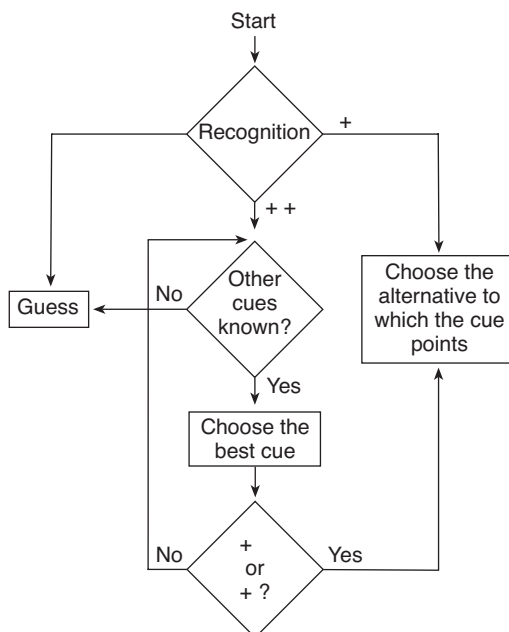 Start
Recognition
+
+ +
Other
cues
known?
No
Guess
Choose the
alternative to
which the cue
points
Yes
Choose the
best cue
No
+
or
+ ?
Yes